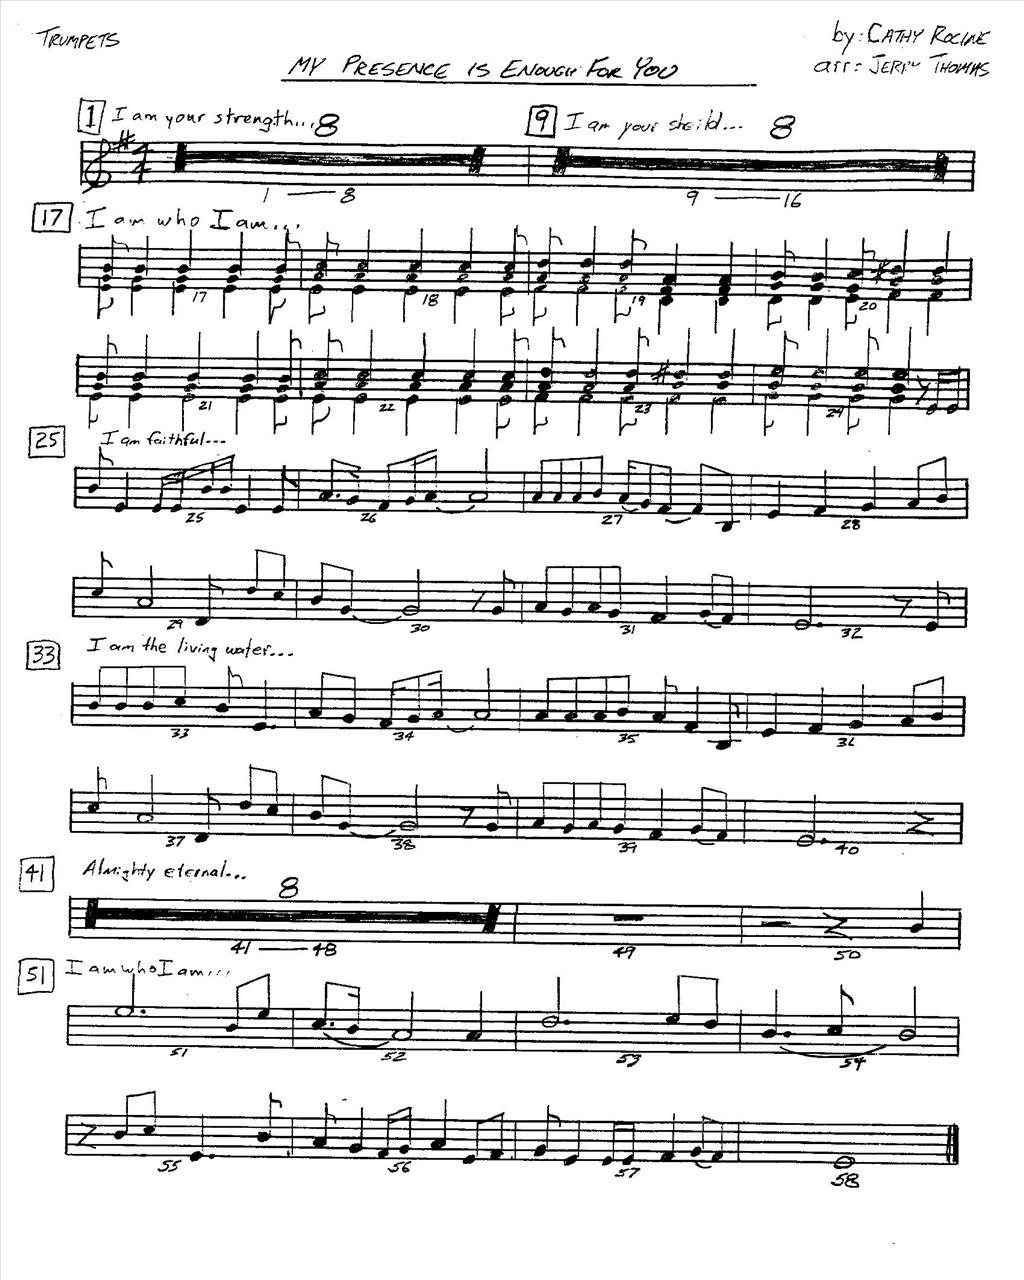 TRUMPETS
by: CATHY ROCINE
MY PRESENCE IS ENOUGH FOR YOU
arr: JERRY THOMAS
1 I am your strength... 8 9 I am your sheild... 8
4
4
1 — 8 9 — 16
17 I am who I am...
17 18 19 20
21 22 23 24
25 I am faithful...
25 26 27 28
29 30 31 32
33 I am the living water...
33 34 35 36
37 38 39 40
41 Almighty eternal... 8
41 — 48 49 50
51 I am who I am...
51 52 53 54
55 56 57 58